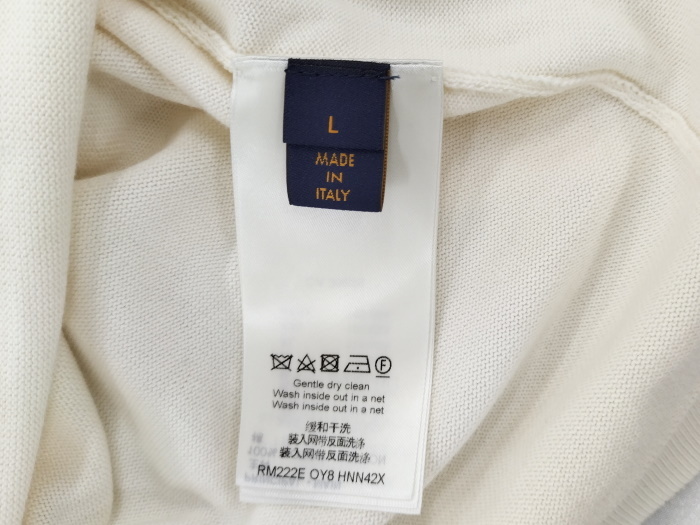 L
MADE
IN
ITALY
F
Gentle dry clean
Wash inside out in a net
Wash inside out in a net
缓和干洗
装入网带反面洗涤
装入网带反面洗涤
RM222E OY8 HNN42X